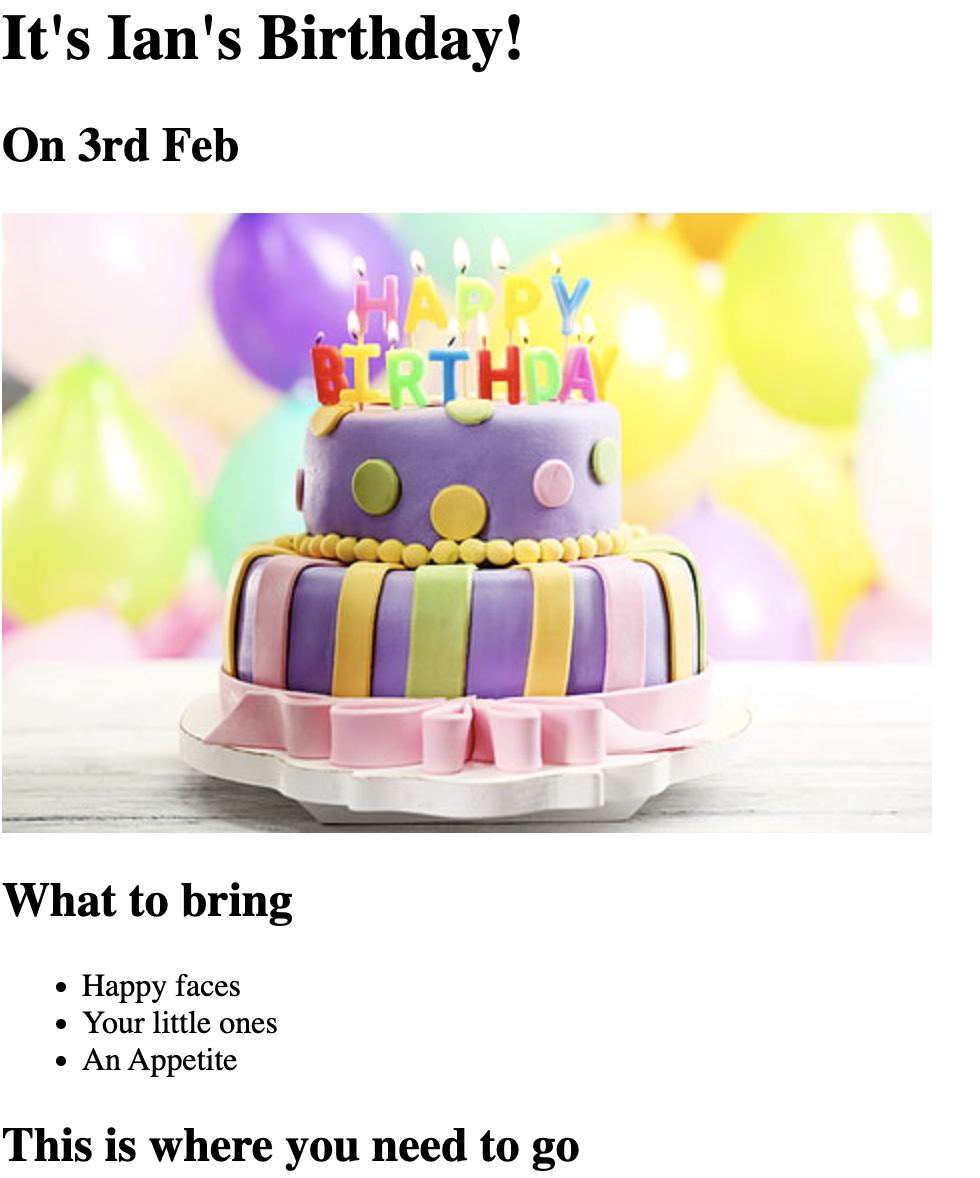 It's Ian's Birthday!
On 3rd Feb
HAPPY
BIRTHDAY
What to bring
Happy faces
Your little ones
An Appetite
This is where you need to go